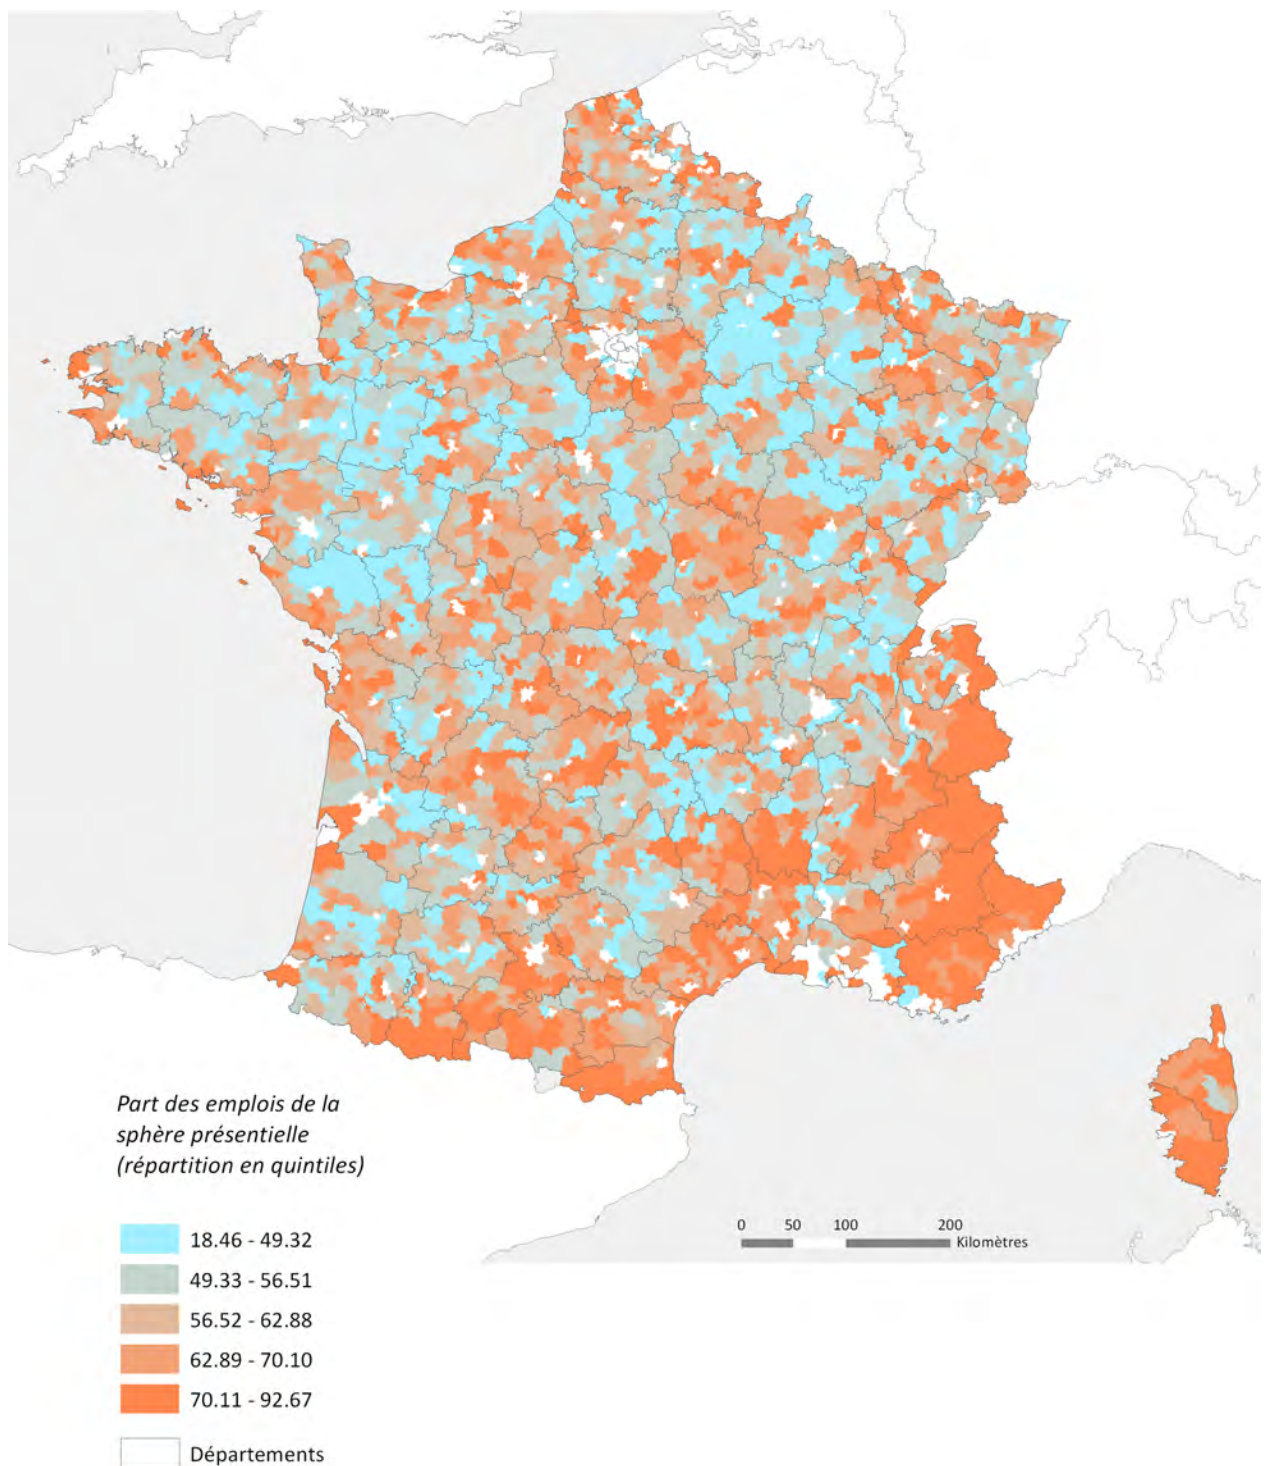 Part des emplois de la
sphère présentielle
(répartition en quintiles)
18.46 - 49.32
49.33 - 56.51
56.52 - 62.88
62.89 - 70.10
70.11 - 92.67
Départements
0 50 100 200
Kilomètres